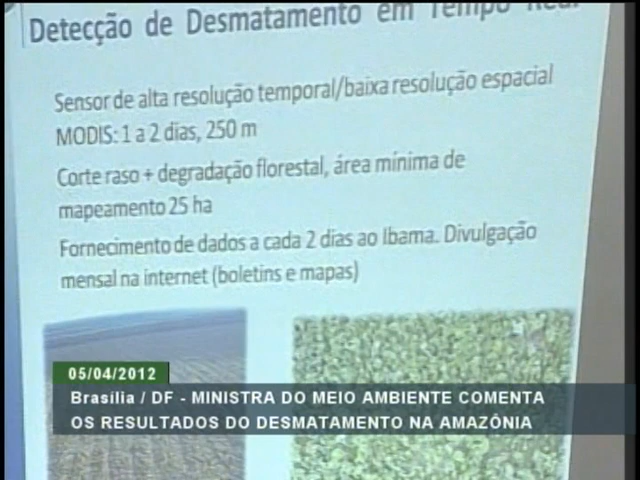 Detecção de Desmatamento em Tempo Real
Sensor de alta resolução temporal/baixa resolução espacial
MODIS: 1 a 2 dias, 250 m
Corte raso + degradação florestal, área mínima de
mapeamento 25 ha
Fornecimento de dados a cada 2 dias ao Ibama. Divulgação
mensal na internet (boletins e mapas)
05/04/2012
Brasília / DF - MINISTRA DO MEIO AMBIENTE COMENTA
OS RESULTADOS DO DESMATAMENTO NA AMAZÔNIA